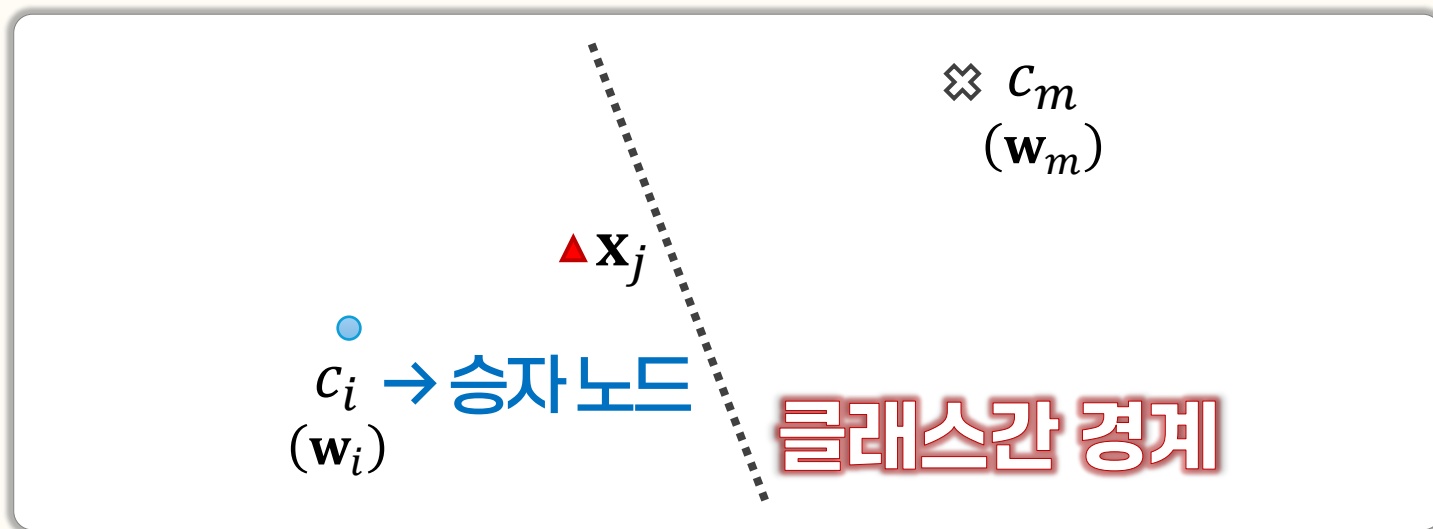 c_m
(𝐰_m)
𝐱_j
c_i → 승자 노드
(𝐰_i)
클래스간 경계